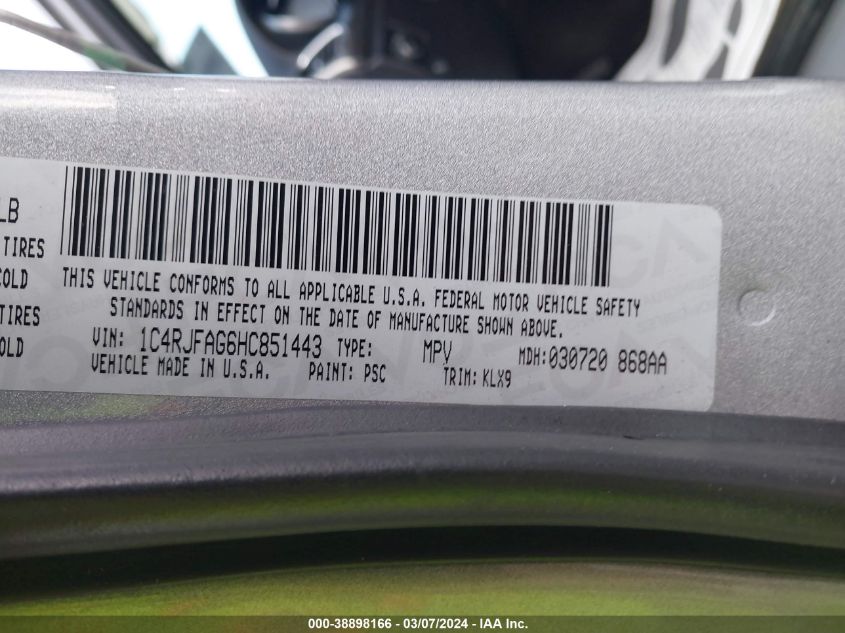 LB
TIRES
COLD
TIRES
OLD
THIS VEHICLE CONFORMS TO ALL APPLICABLE U.S.A. FEDERAL MOTOR VEHICLE SAFETY
STANDARDS IN EFFECT ON THE DATE OF MANUFACTURE SHOWN ABOVE.
VIN: 1C4RJFAG6HC851443 TYPE: MPV MDH: 030720 868AA
VEHICLE MADE IN U.S.A. PAINT: PSC TRIM: KLX9
000-38898166 — 03/07/2024 — IAA Inc.